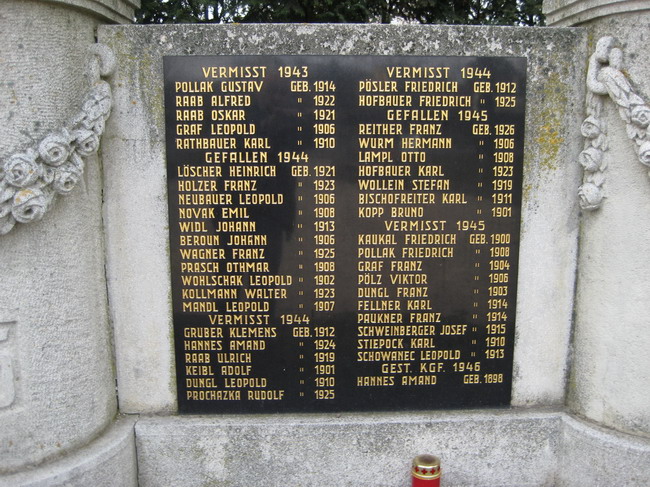 VERMISST 1943
POLLAK GUSTAV GEB. 1914
RAAB ALFRED " 1922
RAAB OSKAR " 1921
GRAF LEOPOLD " 1906
RATHBAUER KARL " 1910
GEFALLEN 1944
LÖSCHER HEINRICH GEB. 1921
HOLZER FRANZ " 1923
NEUBAUER LEOPOLD " 1906
NOVAK EMIL " 1908
WIDL JOHANN " 1913
BEROUN JOHGNN " 1906
WAGNER FRANZ " 1925
PRASCH OTHMAR " 1908
WOHLSCHAK LEOPOLD " 1902
KOLLMANN WALTER " 1923
MANDL LEOPOLD " 1907
VERMISST 1944
GRUBER KLEMENS GEB. 1912
HANNES AMAND " 1924
RAAB ULRICH " 1919
KEIBL ADOLF " 1901
DUNGL LEOPOLD " 1910
PROCHAZKA RUDOLF " 1925
VERMISST 1944
PÖSLER FRIEDRICH GEB. 1912
HOFBAUER FRIEDRICH " 1925
GEFALLEN 1945
REITHER FRANZ GEB. 1926
WURM HERMANN " 1906
LAMPL OTTO " 1908
HOFBAUER KARL " 1923
WOLLEIN STEFAN " 1919
BISCHOFREITER KARL " 1911
KOPP BRUNO " 1901
VERMISST 1945
KAUKAL FRIEDRICH GEB. 1900
POLLAK FRIEDRICH " 1908
GRAF FRANZ " 1904
PÖLZ VIKTOR " 1906
DUNGL FRANZ " 1903
FELLNER KARL " 1914
PAUKNER FRANZ " 1914
SCHWEINBERGER JOSEF " 1915
STIEPOCK KARL " 1910
SCHOWANEC LEOPOLD " 1913
GEST. KGF. 1946
HANNES AMAND GEB. 1898